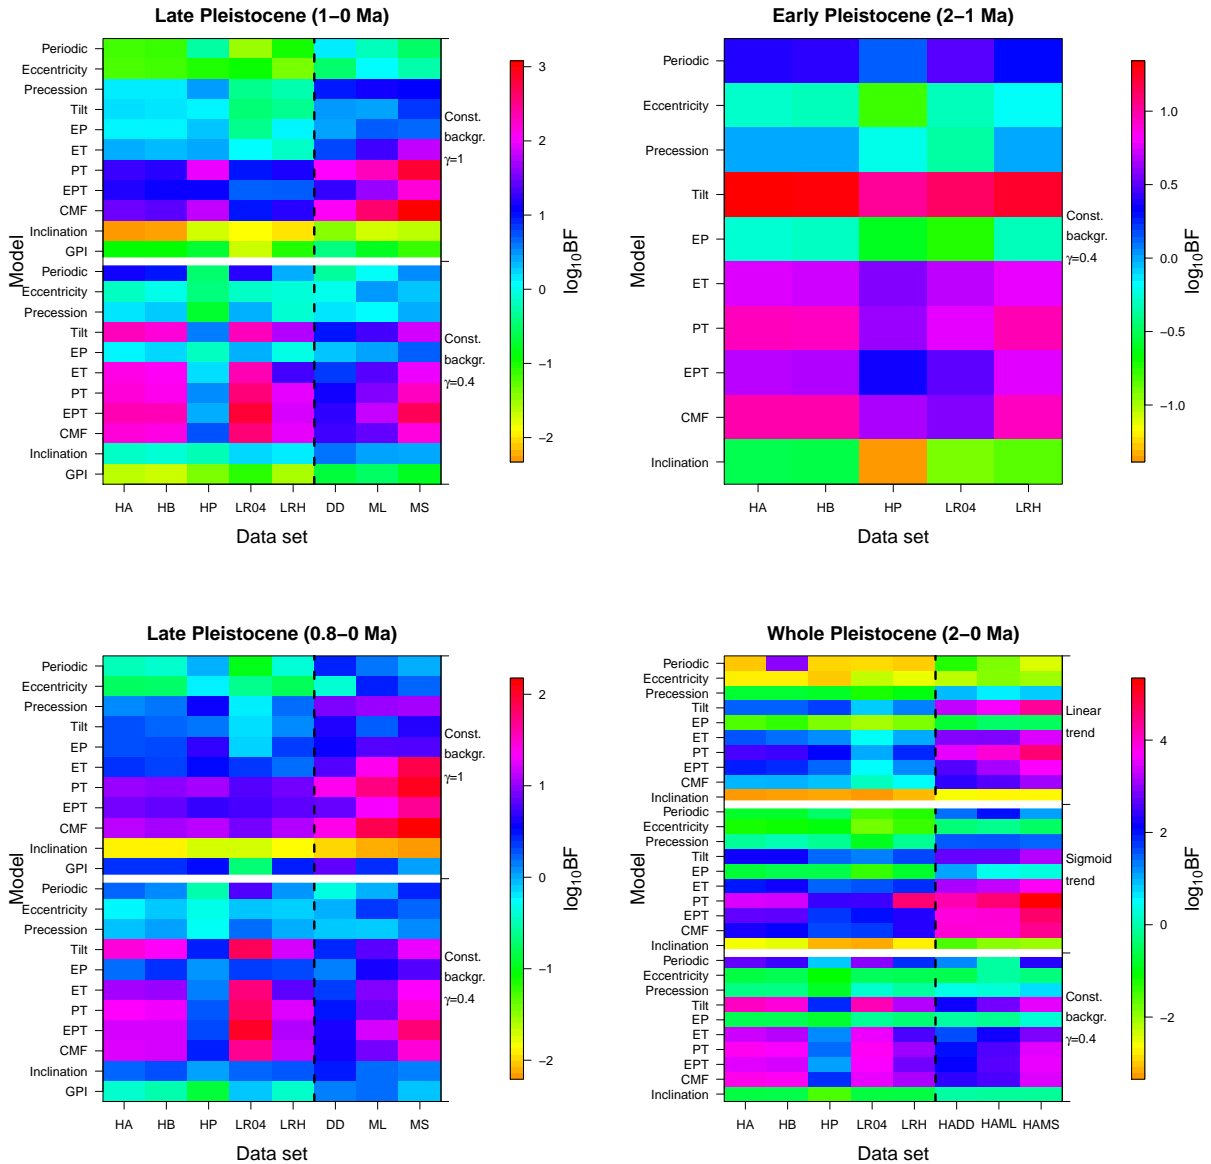 Late Pleistocene (1−0 Ma)
Periodic
Eccentricity
Precession
Tilt
EP
ET
PT
EPT
CMF
Inclination
GPI
Periodic
Eccentricity
Precession
Tilt
EP
ET
PT
EPT
CMF
Inclination
GPI
Model
HA HB HP LR04 LRH DD ML MS
Data set
Const.
backgr.
γ=1
Const.
backgr.
γ=0.4
3
2
1
0
−1
−2
log10BF
Early Pleistocene (2−1 Ma)
Periodic
Eccentricity
Precession
Tilt
EP
ET
PT
EPT
CMF
Inclination
Model
HA HB HP LR04 LRH
Data set
Const.
backgr.
γ=0.4
1.0
0.5
0.0
−0.5
−1.0
log10BF
Late Pleistocene (0.8−0 Ma)
Periodic
Eccentricity
Precession
Tilt
EP
ET
PT
EPT
CMF
Inclination
GPI
Periodic
Eccentricity
Precession
Tilt
EP
ET
PT
EPT
CMF
Inclination
GPI
Model
HA HB HP LR04 LRH DD ML MS
Data set
Const.
backgr.
γ=1
Const.
backgr.
γ=0.4
2
1
0
−1
−2
log10BF
Whole Pleistocene (2−0 Ma)
Periodic
Eccentricity
Precession
Tilt
EP
ET
PT
EPT
CMF
Inclination
Periodic
Eccentricity
Precession
Tilt
EP
ET
PT
EPT
CMF
Inclination
Periodic
Eccentricity
Precession
Tilt
EP
ET
PT
EPT
CMF
Inclination
Model
HA HB HP LR04 LRH HADD HAML HAMS
Data set
Linear
trend
Sigmoid
trend
Const.
backgr.
γ=0.4
4
2
0
−2
log10BF